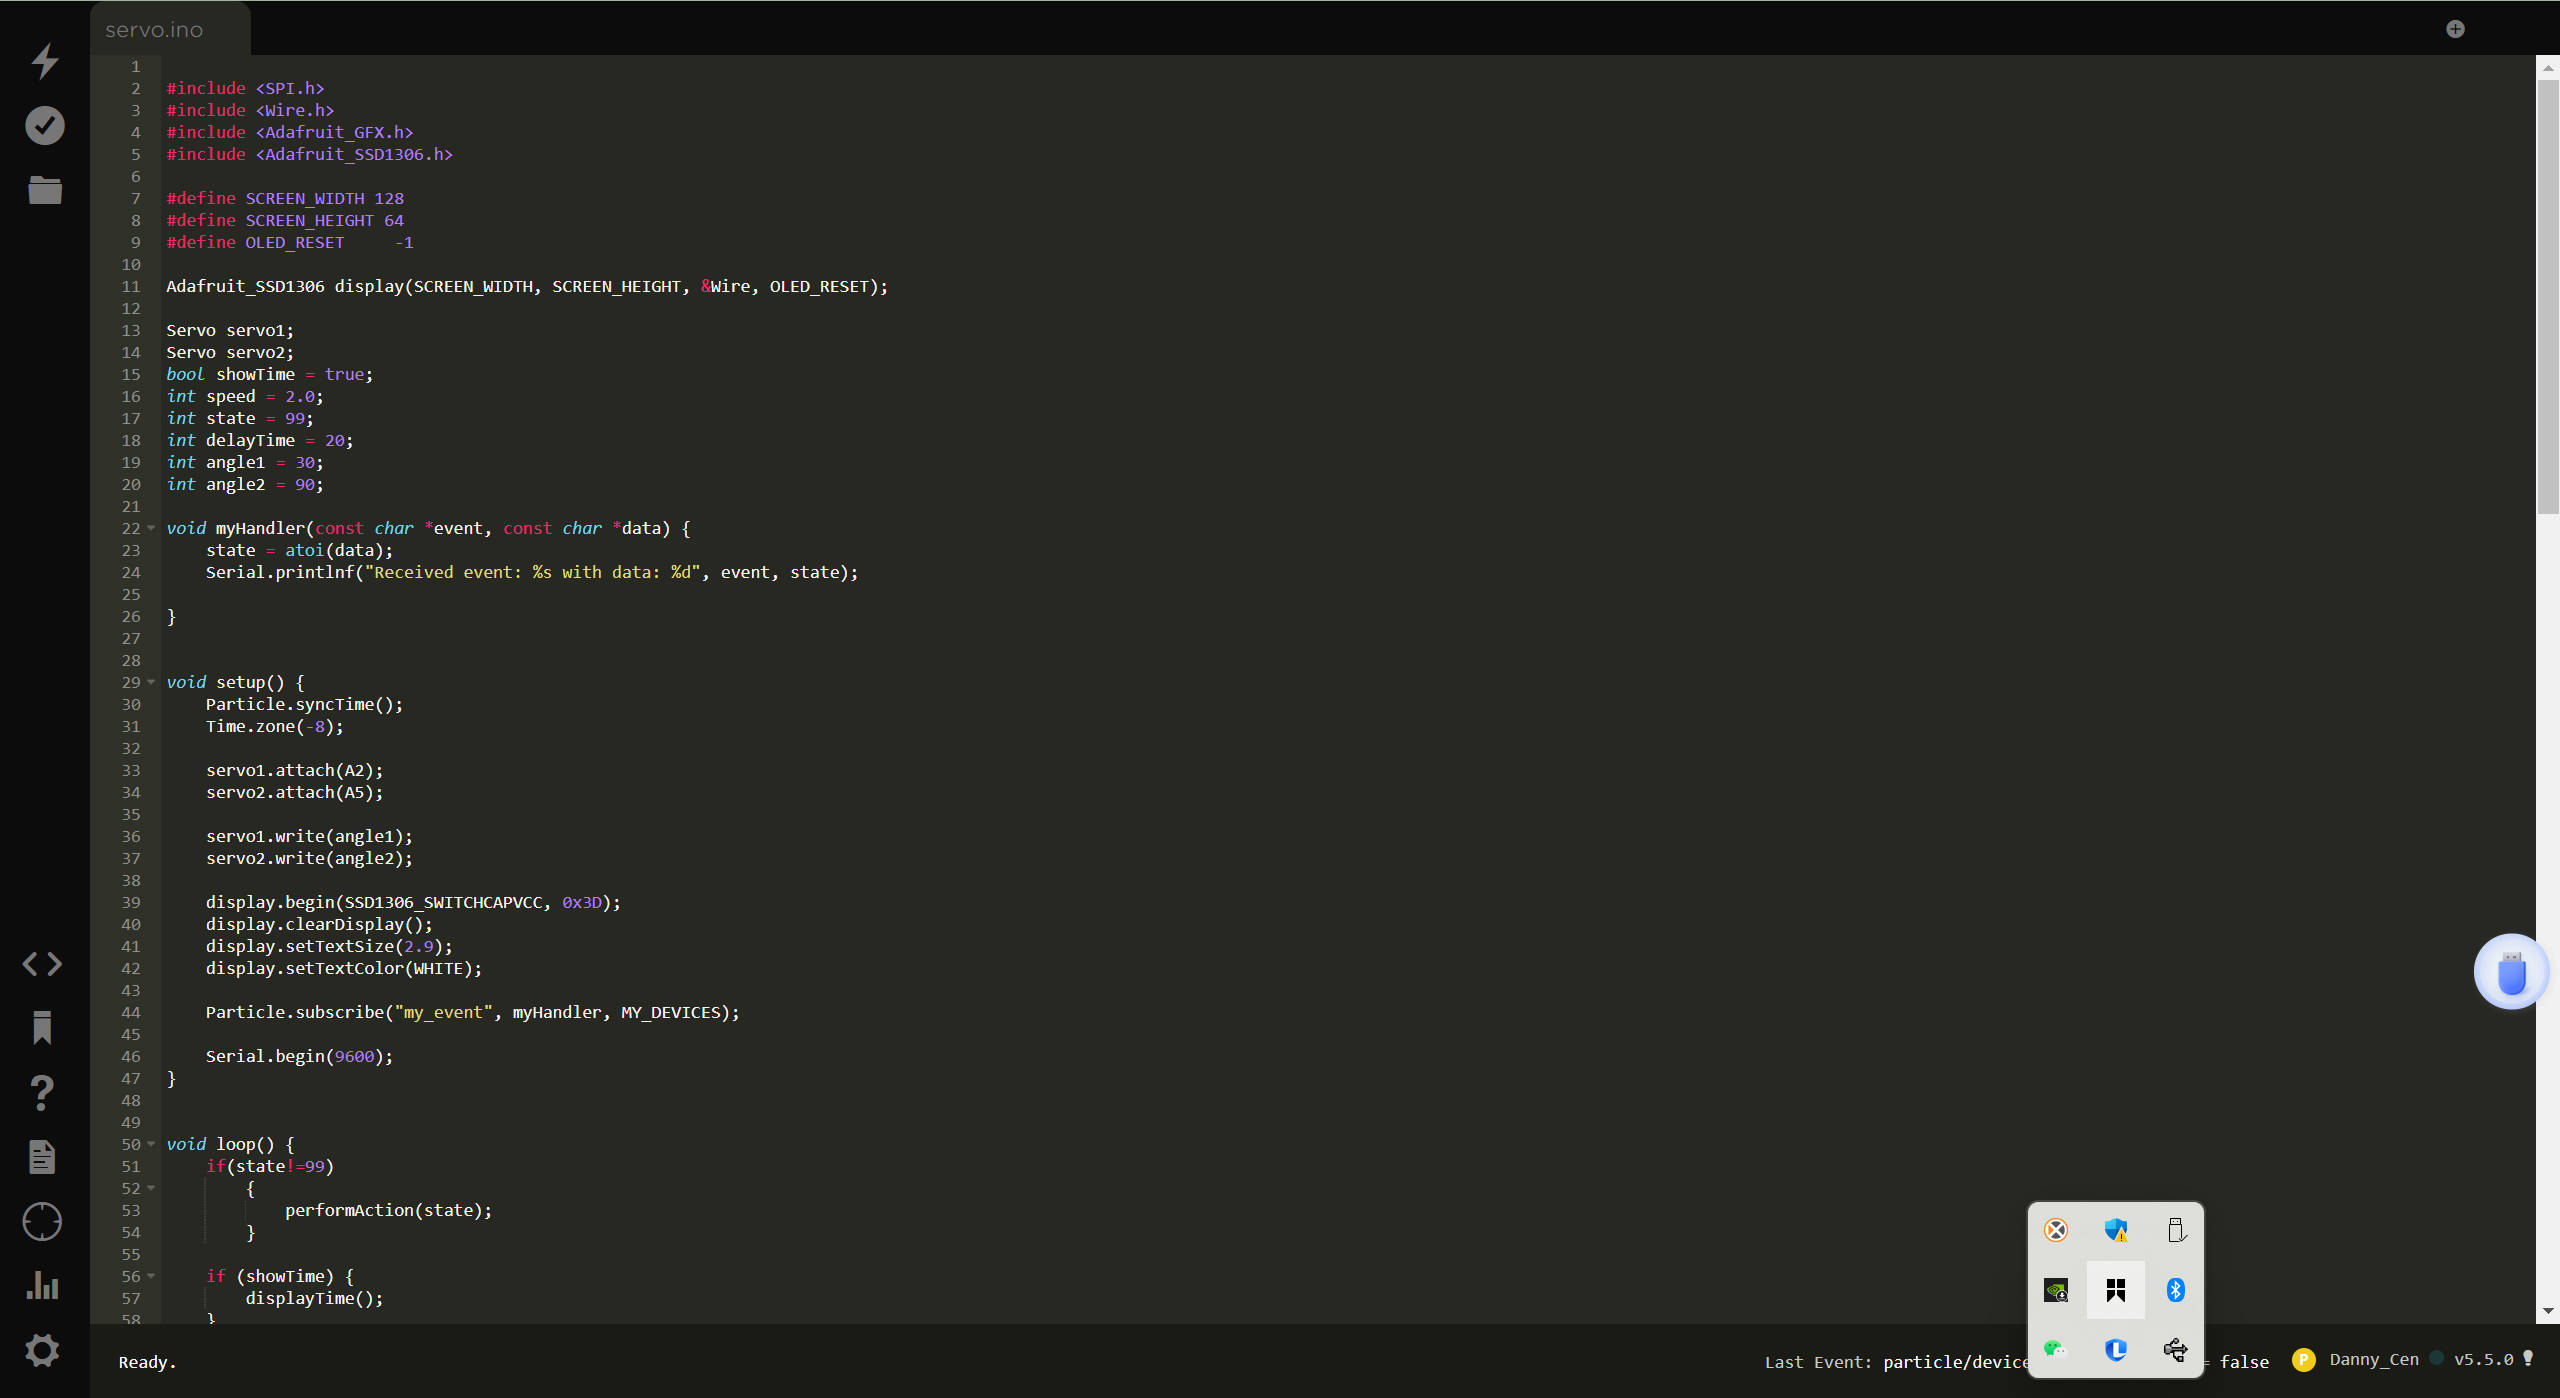 servo.ino
1
2 #include <SPI.h>
3 #include <Wire.h>
4 #include <Adafruit_GFX.h>
5 #include <Adafruit_SSD1306.h>
6
7 #define SCREEN_WIDTH 128
8 #define SCREEN_HEIGHT 64
9 #define OLED_RESET     -1
10
11 Adafruit_SSD1306 display(SCREEN_WIDTH, SCREEN_HEIGHT, &Wire, OLED_RESET);
12
13 Servo servo1;
14 Servo servo2;
15 bool showTime = true;
16 int speed = 2.0;
17 int state = 99;
18 int delayTime = 20;
19 int angle1 = 30;
20 int angle2 = 90;
21
22 void myHandler(const char *event, const char *data) {
23     state = atoi(data);
24     Serial.printlnf("Received event: %s with data: %d", event, state);
25
26 }
27
28
29 void setup() {
30     Particle.syncTime();
31     Time.zone(-8);
32
33     servo1.attach(A2);
34     servo2.attach(A5);
35
36     servo1.write(angle1);
37     servo2.write(angle2);
38
39     display.begin(SSD1306_SWITCHCAPVCC, 0x3D);
40     display.clearDisplay();
41     display.setTextSize(2.9);
42     display.setTextColor(WHITE);
43
44     Particle.subscribe("my_event", myHandler, MY_DEVICES);
45
46     Serial.begin(9600);
47 }
48
49
50 void loop() {
51     if(state!=99)
52         {
53             performAction(state);
54         }
55
56     if (showTime) {
57         displayTime();
58     }
Ready.
Last Event: particle/device = false P Danny_Cen v5.5.0